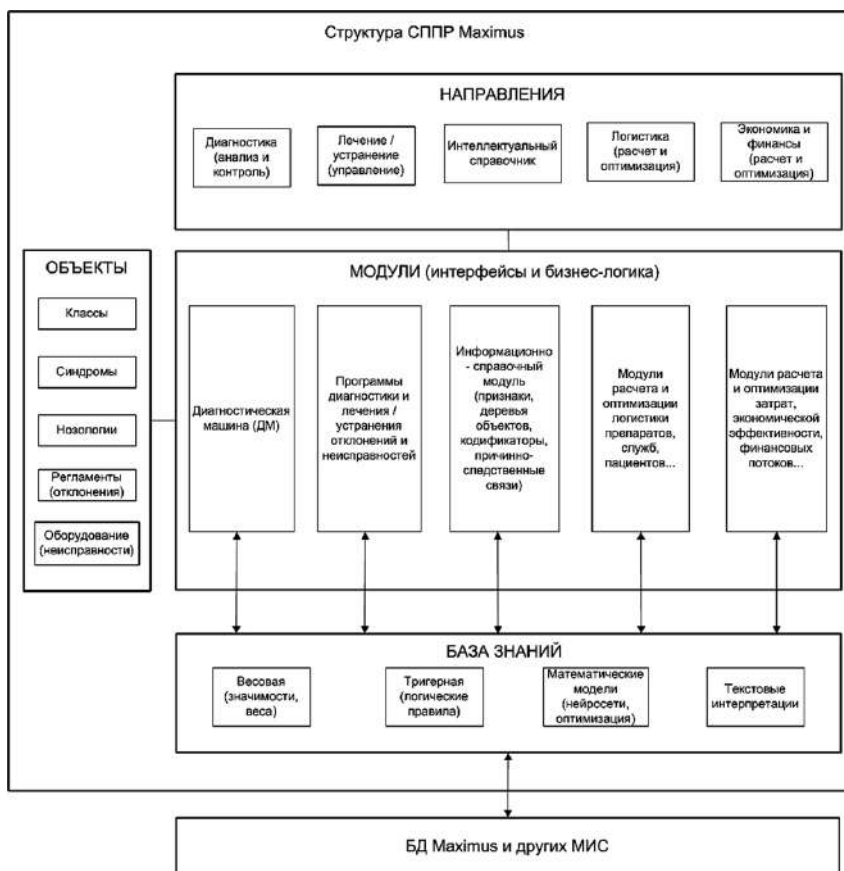 Структура СППР Maximus
НАПРАВЛЕНИЯ
Диагностика
(анализ и
контроль)
Лечение /
устранение
(управление)
Интеллектуальный
справочник
Логистика
(расчет и
оптимизация)
Экономика и
финансы
(расчет и
оптимизация)
ОБЪЕКТЫ
Классы
Синдромы
Нозологии
Регламенты
(отклонения)
Оборудование
(неисправности)
МОДУЛИ (интерфейсы и бизнес-логика)
Диагностическая
машина (ДМ)
Программы
диагностики и
лечения /
устранения
отклонений и
неисправностей
Информационно
- справочный
модуль
(признаки,
деревья
объектов,
кодификаторы,
причинно-
следственные
связи)
Модули
расчета и
оптимизации
логистики
препаратов,
служб,
пациентов...
Модули расчета
и оптимизации
затрат,
экономической
эффективности,
финансовых
потоков...
БАЗА ЗНАНИЙ
Весовая
(значимости,
веса)
Тригерная
(логические
правила)
Математические
модели
(нейросети,
оптимизация)
Текстовые
интерпретации
БД Maximus и других МИС